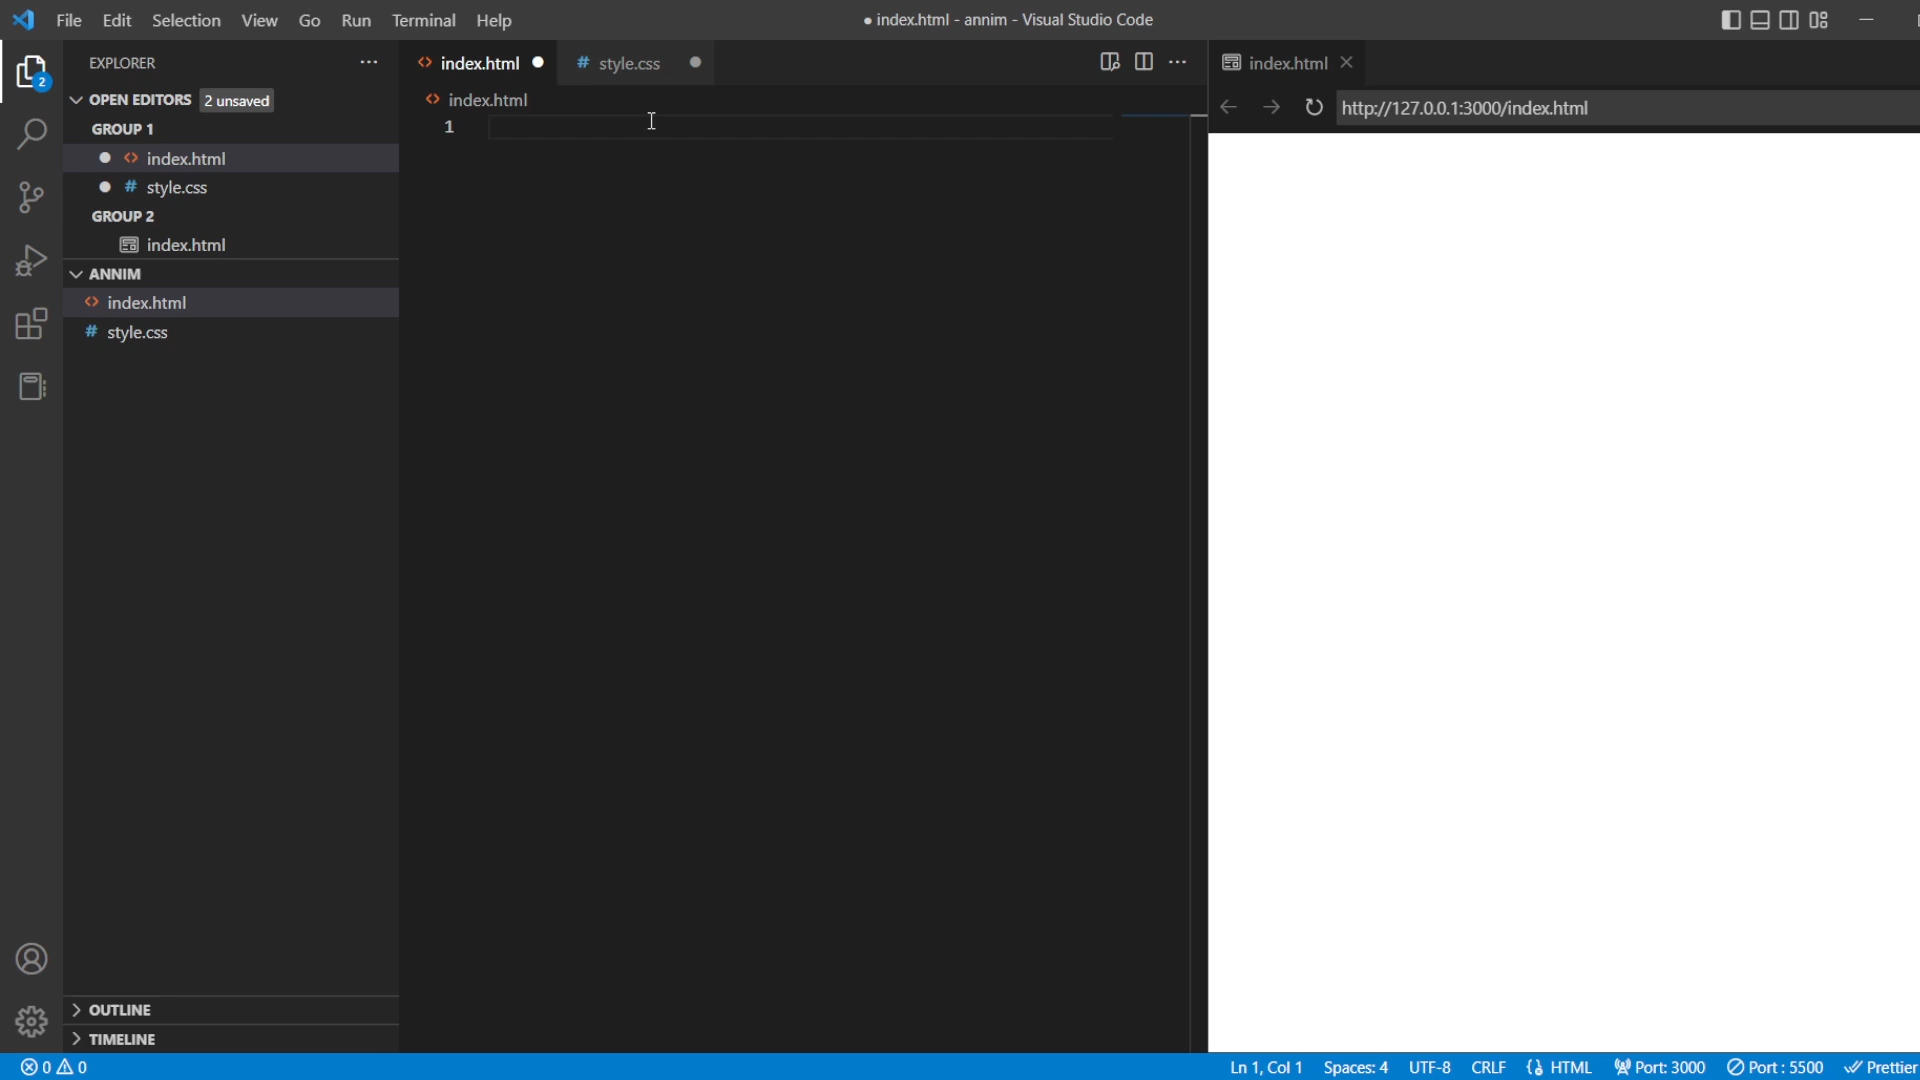 File Edit Selection View Go Run Terminal Help
● index.html - annim - Visual Studio Code
EXPLORER
OPEN EDITORS 2 unsaved
GROUP 1
index.html
style.css
GROUP 2
index.html
ANNIM
index.html
style.css
OUTLINE
TIMELINE
2
index.html
style.css
index.html
1
index.html
http://127.0.0.1:3000/index.html
0 0
Ln 1, Col 1 Spaces: 4 UTF-8 CRLF HTML Port: 3000 Port : 5500 Prettier